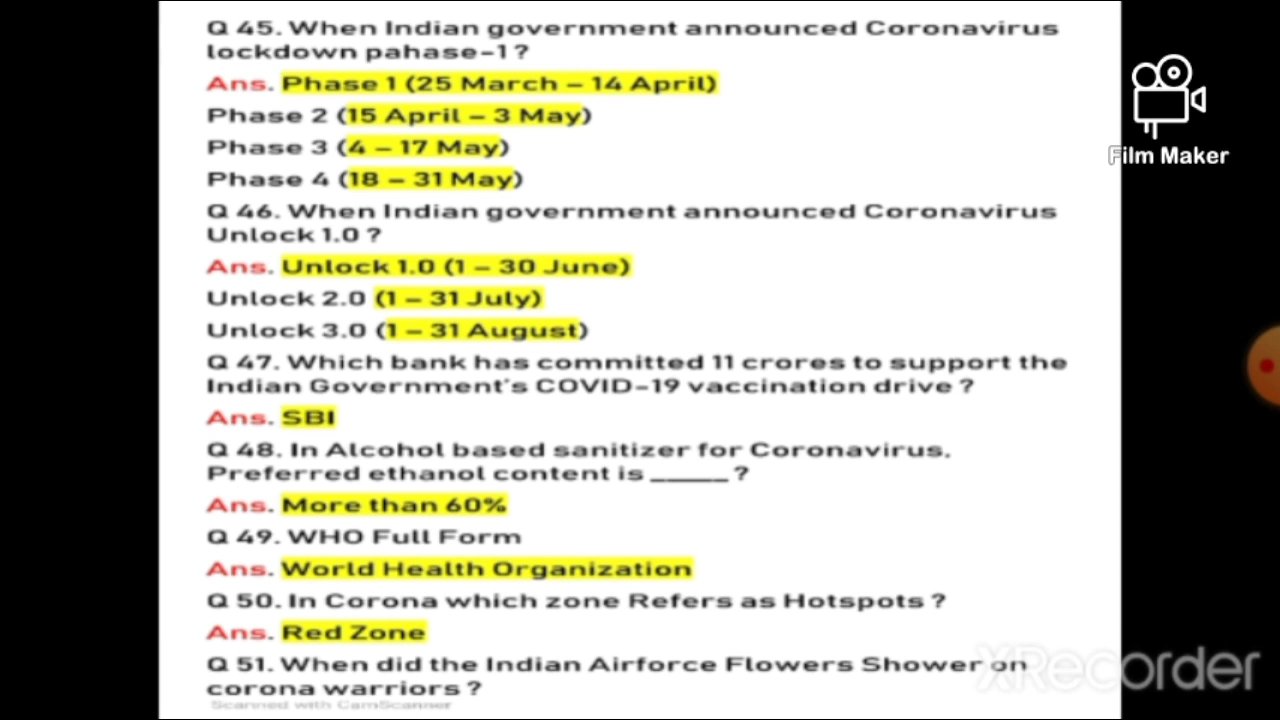 Q 45. When Indian government announced Coronavirus
lockdown pahase-1 ?
Ans. Phase 1 (25 March – 14 April)
Phase 2 (15 April – 3 May)
Phase 3 (4 – 17 May)
Phase 4 (18 – 31 May)
Q 46. When Indian government announced Coronavirus
Unlock 1.0 ?
Ans. Unlock 1.0 (1 – 30 June)
Unlock 2.0 (1 – 31 July)
Unlock 3.0 (1 – 31 August)
Q 47. Which bank has committed 11 crores to support the
Indian Government's COVID-19 vaccination drive ?
Ans. SBI
Q 48. In Alcohol based sanitizer for Coronavirus.
Preferred ethanol content is _____ ?
Ans. More than 60%
Q 49. WHO Full Form
Ans. World Health Organization
Q 50. In Corona which zone Refers as Hotspots ?
Ans. Red Zone
Q 51. When did the Indian Airforce Flowers Shower on
corona warriors ?
Scanned with CamScanner
Film Maker
XRecorder